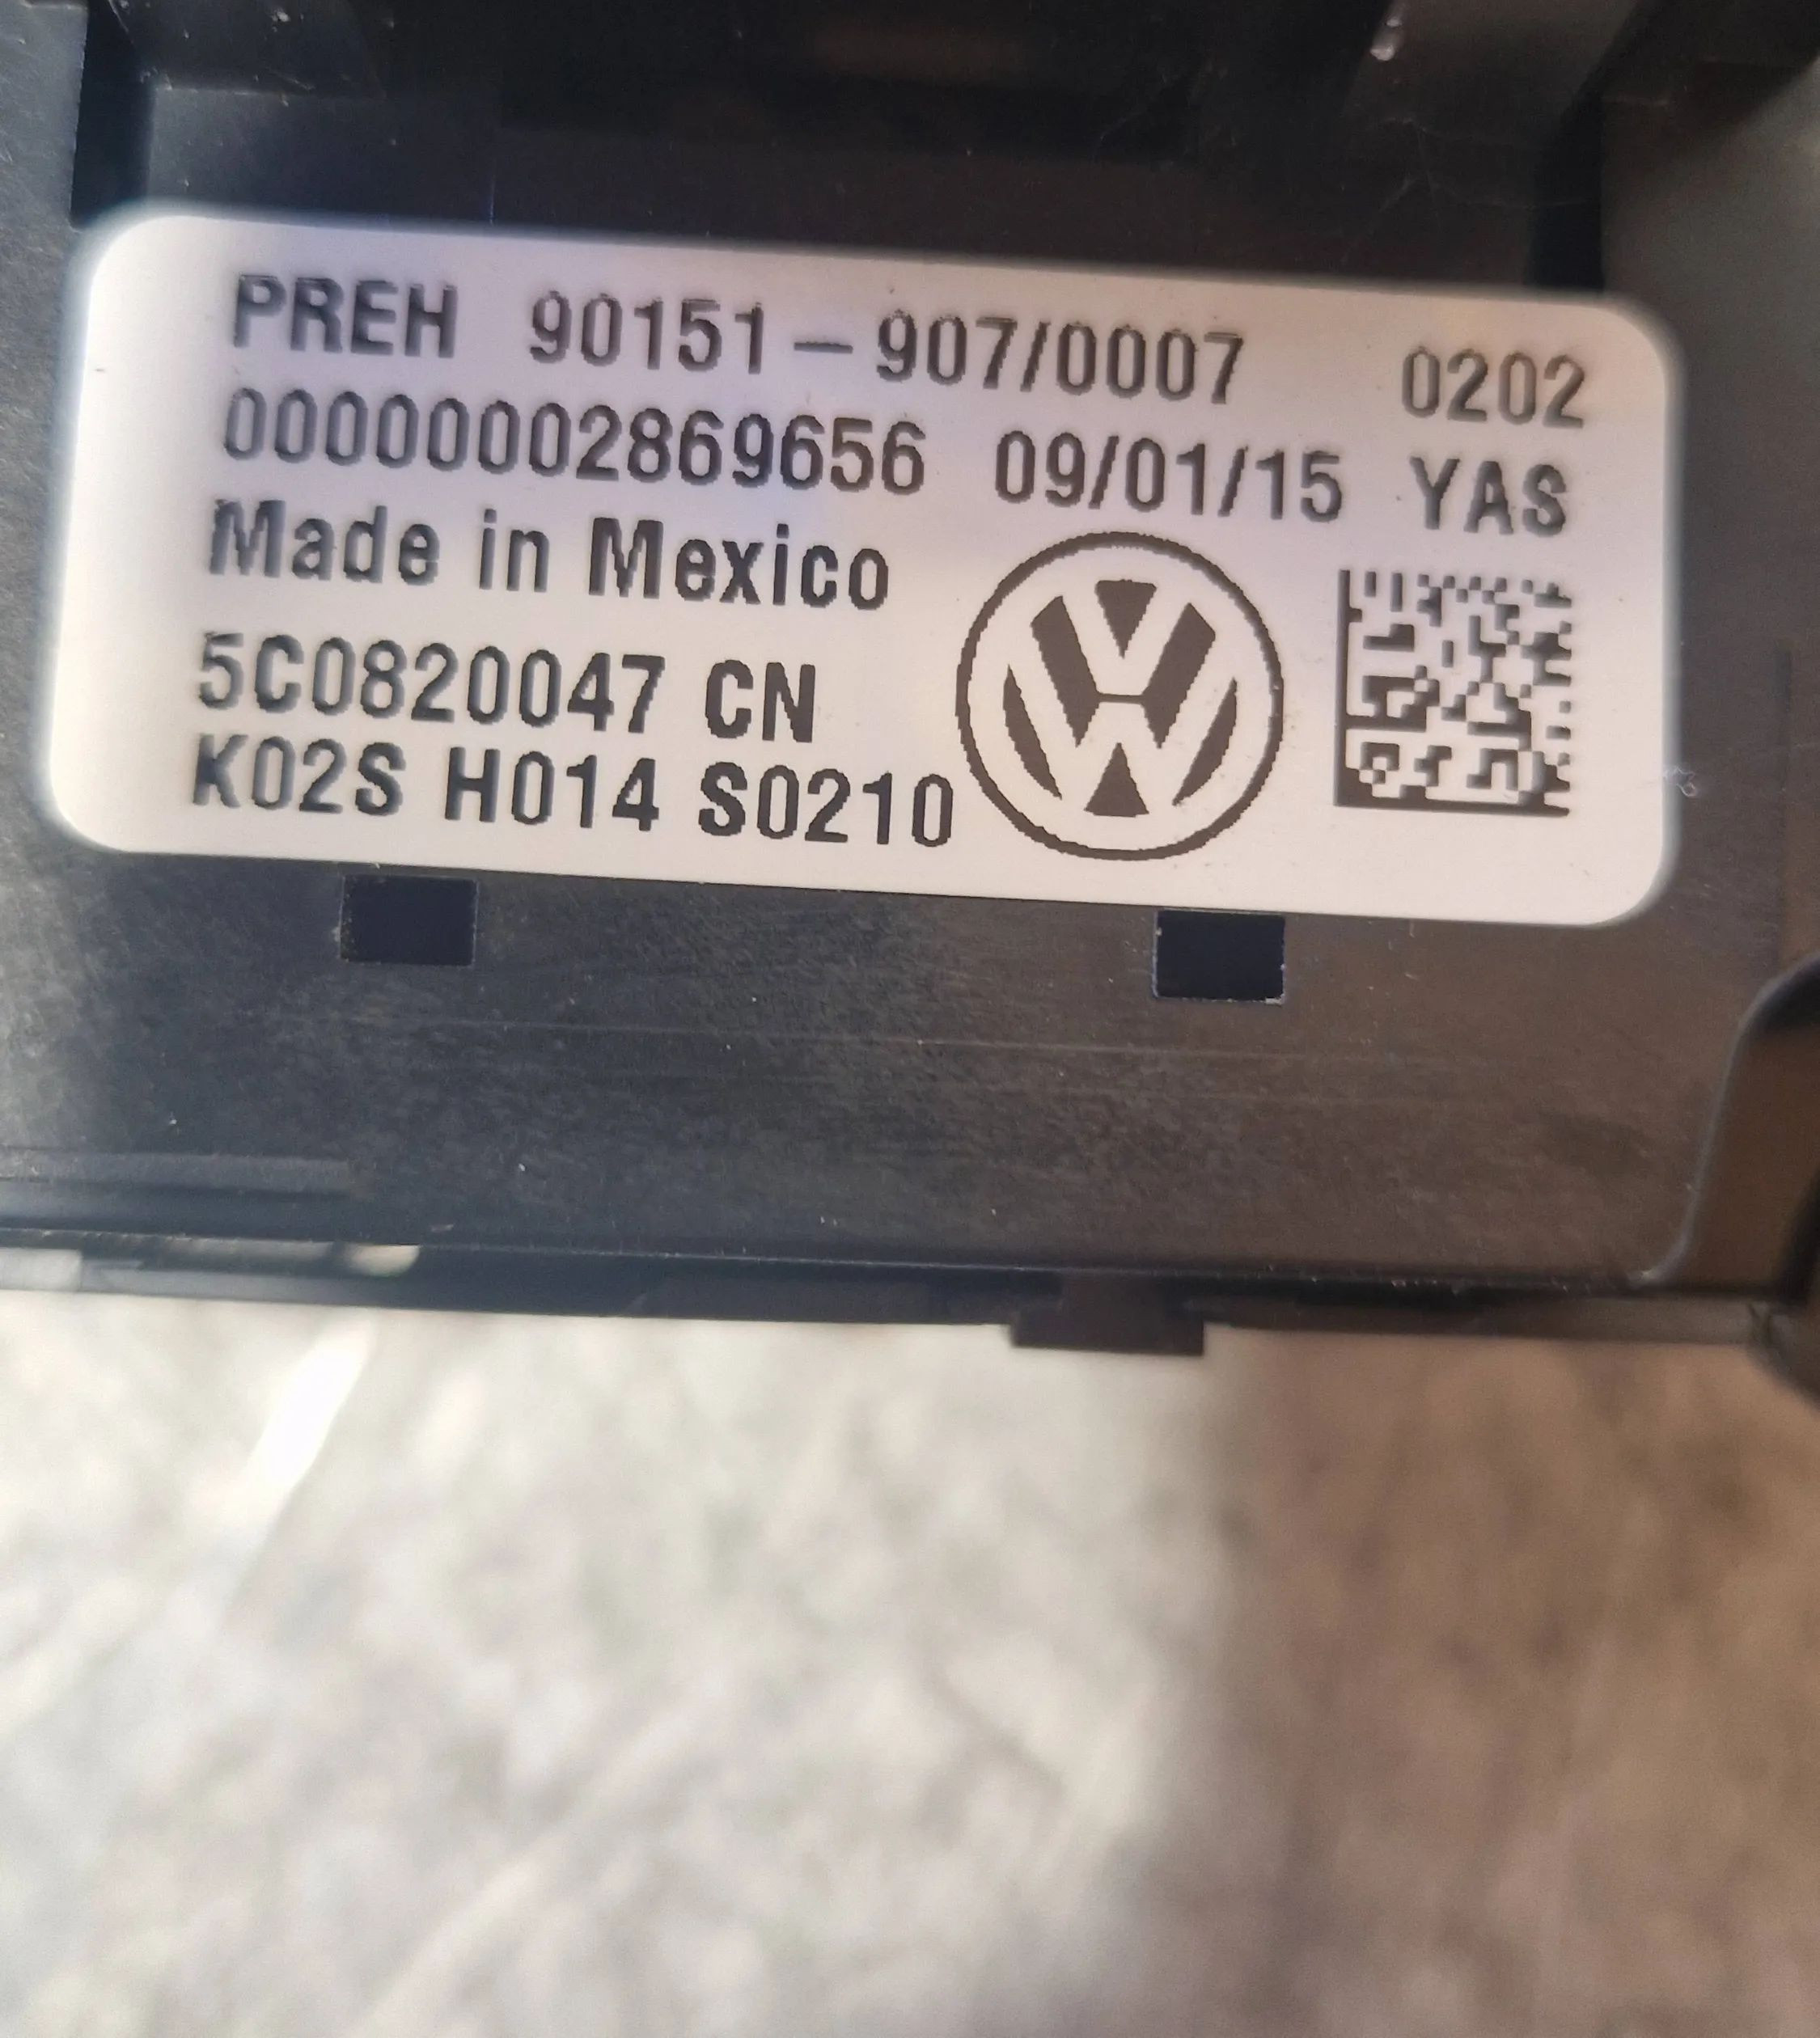 PREH 90151-907/0007 0202
00000002869656 09/01/15 YAS
Made in Mexico
5C0820047 CN
K02S H014 S0210